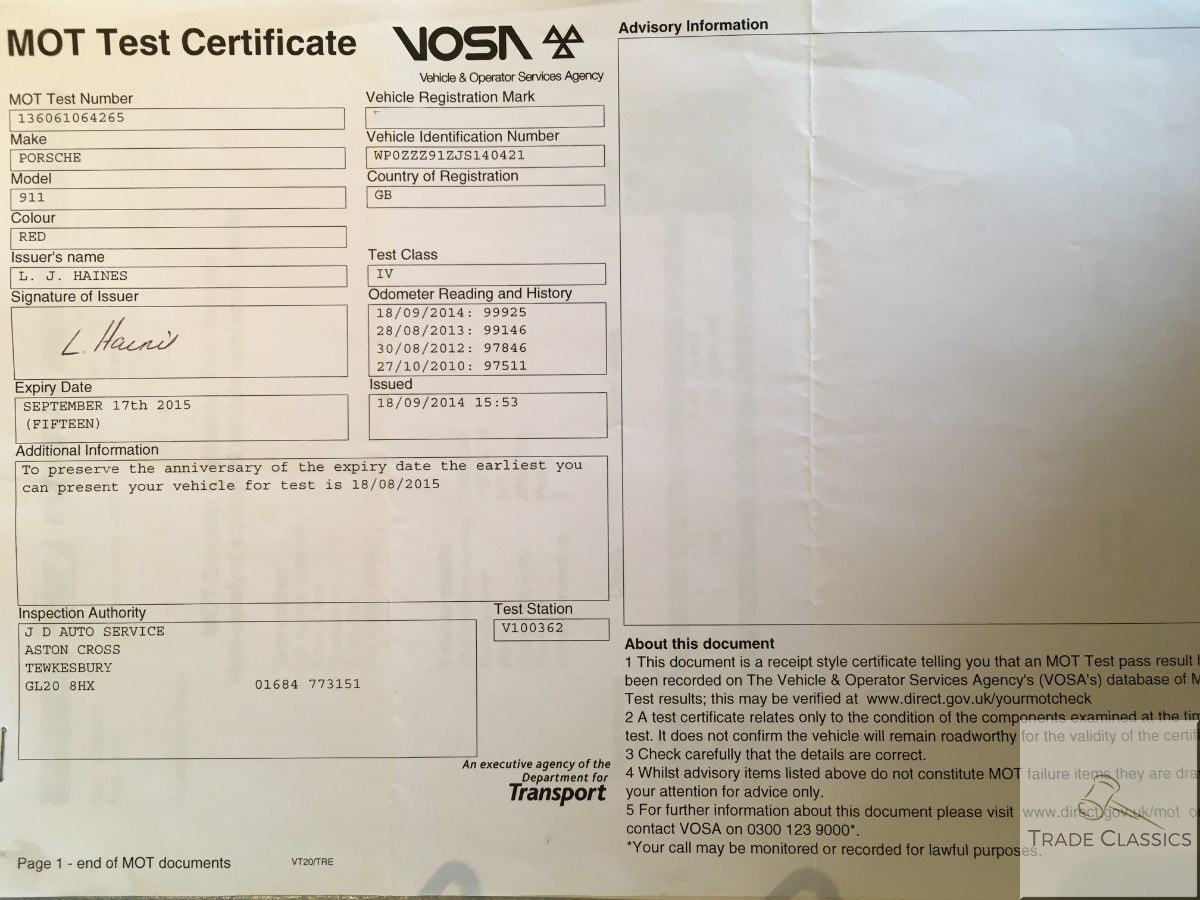 MOT Test Certificate
VOSA
Vehicle & Operator Services Agency
MOT Test Number
136061064265
Make
PORSCHE
Model
911
Colour
RED
Issuer's name
L. J. HAINES
Signature of Issuer
L. Haines
Expiry Date
SEPTEMBER 17th 2015
(FIFTEEN)
Vehicle Registration Mark
Vehicle Identification Number
WP0ZZZ91ZJS140421
Country of Registration
GB
Test Class
IV
Odometer Reading and History
18/09/2014: 99925
28/08/2013: 99146
30/08/2012: 97846
27/10/2010: 97511
Issued
18/09/2014 15:53
Additional Information
To preserve the anniversary of the expiry date the earliest you
can present your vehicle for test is 18/08/2015
Inspection Authority
J D AUTO SERVICE
ASTON CROSS
TEWKESBURY
GL20 8HX 01684 773151
Test Station
V100362
An executive agency of the
Department for
Transport
Page 1 - end of MOT documents
VT20/TRE
Advisory Information
About this document
1 This document is a receipt style certificate telling you that an MOT Test pass result
been recorded on The Vehicle & Operator Services Agency's (VOSA's) database of
Test results; this may be verified at www.direct.gov.uk/yourmotcheck
2 A test certificate relates only to the condition of the components examined at the
test. It does not confirm the vehicle will remain roadworthy for the validity of the
3 Check carefully that the details are correct.
4 Whilst advisory items listed above do not constitute MOT failure items they are
your attention for advice only.
5 For further information about this document please visit www.direct.gov.uk/mot
contact VOSA on 0300 123 9000*.
*Your call may be monitored or recorded for lawful purposes.
TRADE CLASSICS